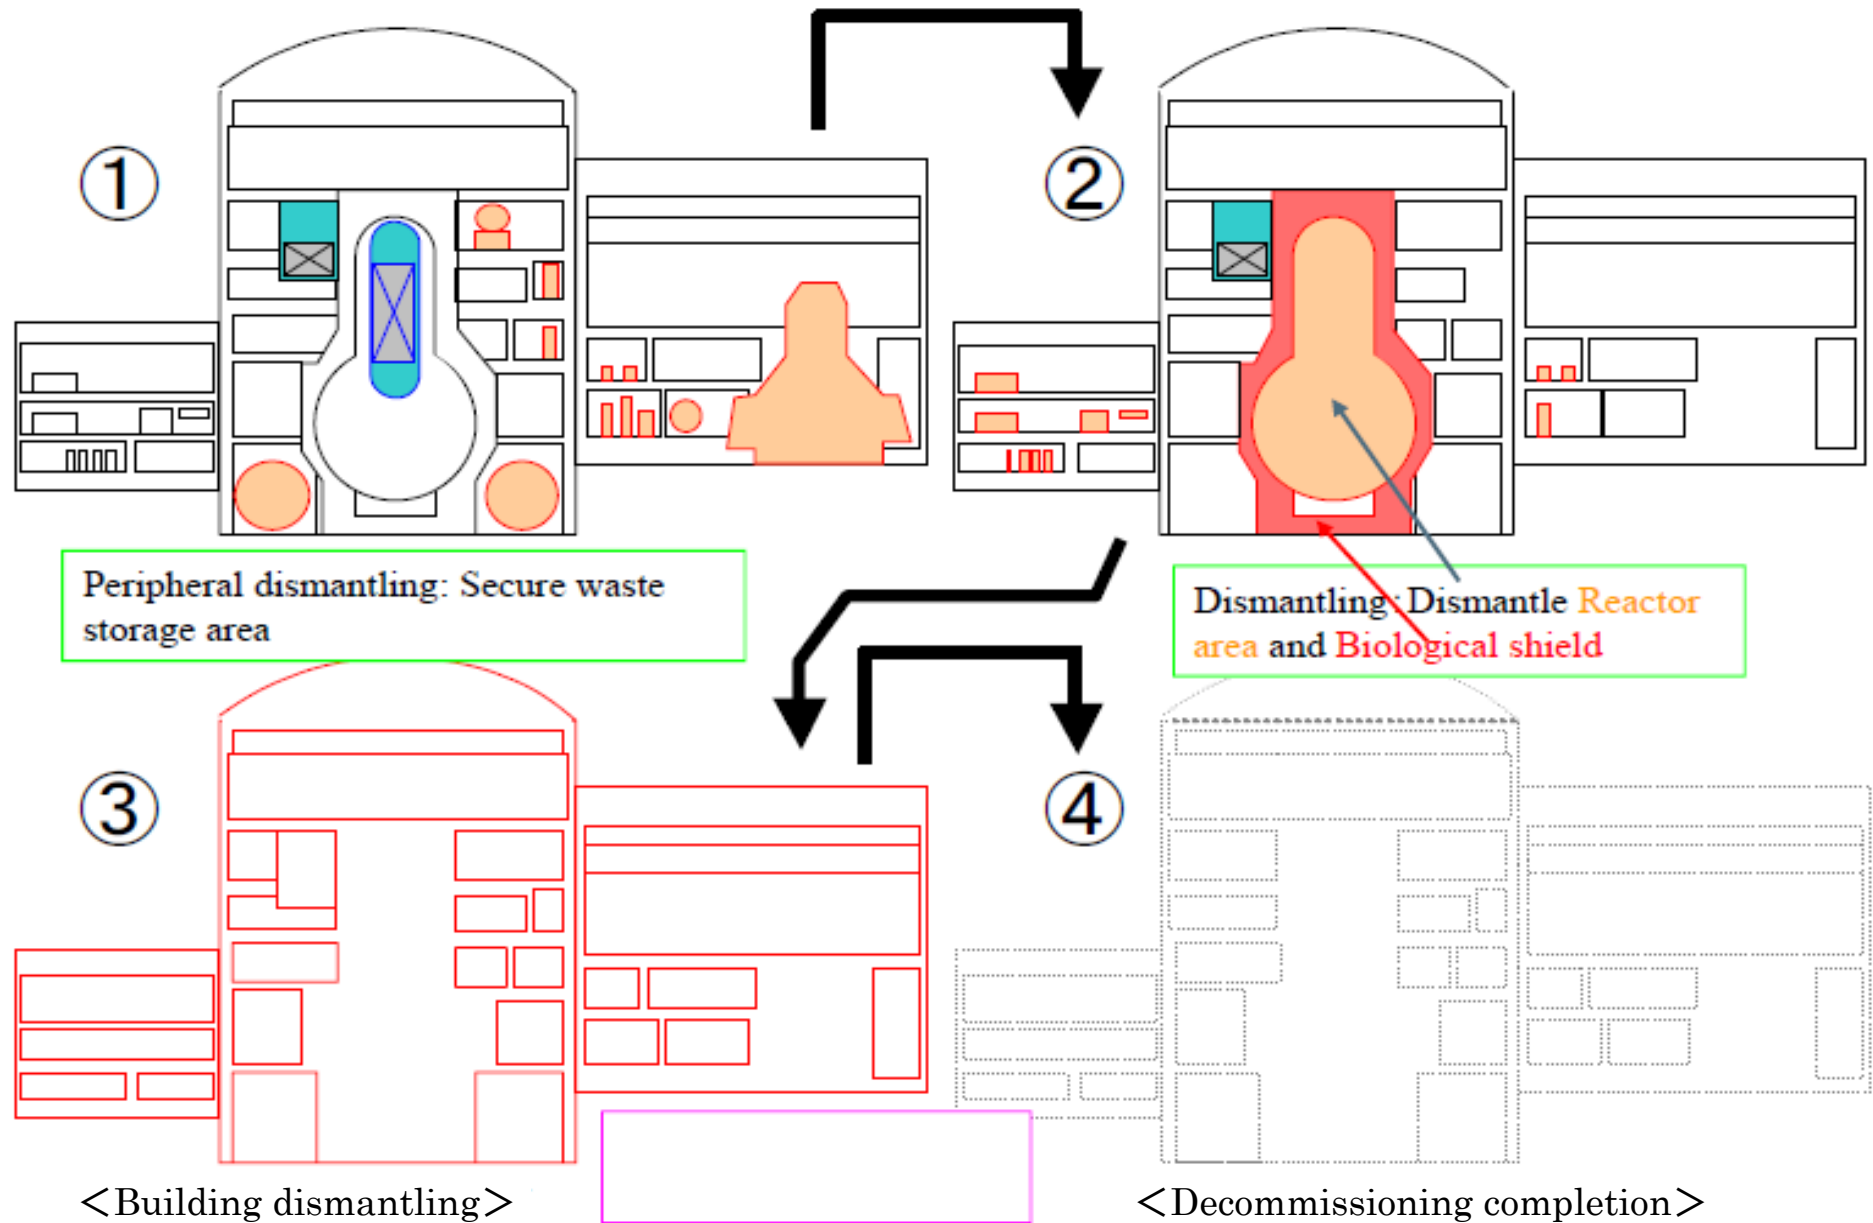 ①
②
Peripheral dismantling: Secure waste
storage area
Dismantling: Dismantle Reactor
area and Biological shield
③
④
<Building dismantling>
<Decommissioning completion>